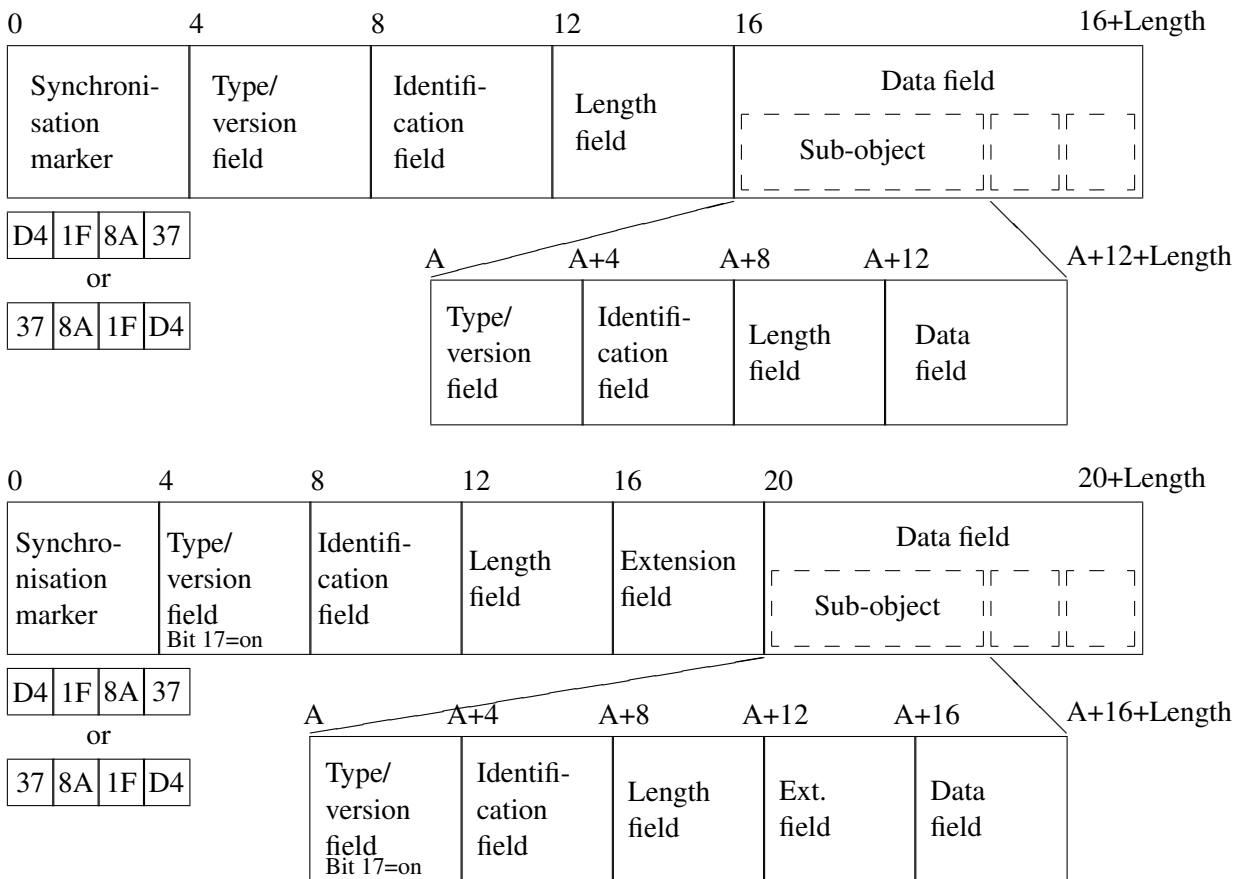 0 4 8 12 16 16+Length
Synchroni-
sation
marker
Type/
version
field
Identifi-
cation
field
Length
field
Data field
Sub-object
D4 1F 8A 37
or
37 8A 1F D4
A A+4 A+8 A+12 A+12+Length
Type/
version
field
Identifi-
cation
field
Length
field
Data
field
0 4 8 12 16 20 20+Length
Synchro-
nisation
marker
Type/
version
field
Bit 17=on
Identifi-
cation
field
Length
field
Extension
field
Data field
Sub-object
D4 1F 8A 37
or
37 8A 1F D4
A A+4 A+8 A+12 A+16 A+16+Length
Type/
version
field
Bit 17=on
Identifi-
cation
field
Length
field
Ext.
field
Data
field